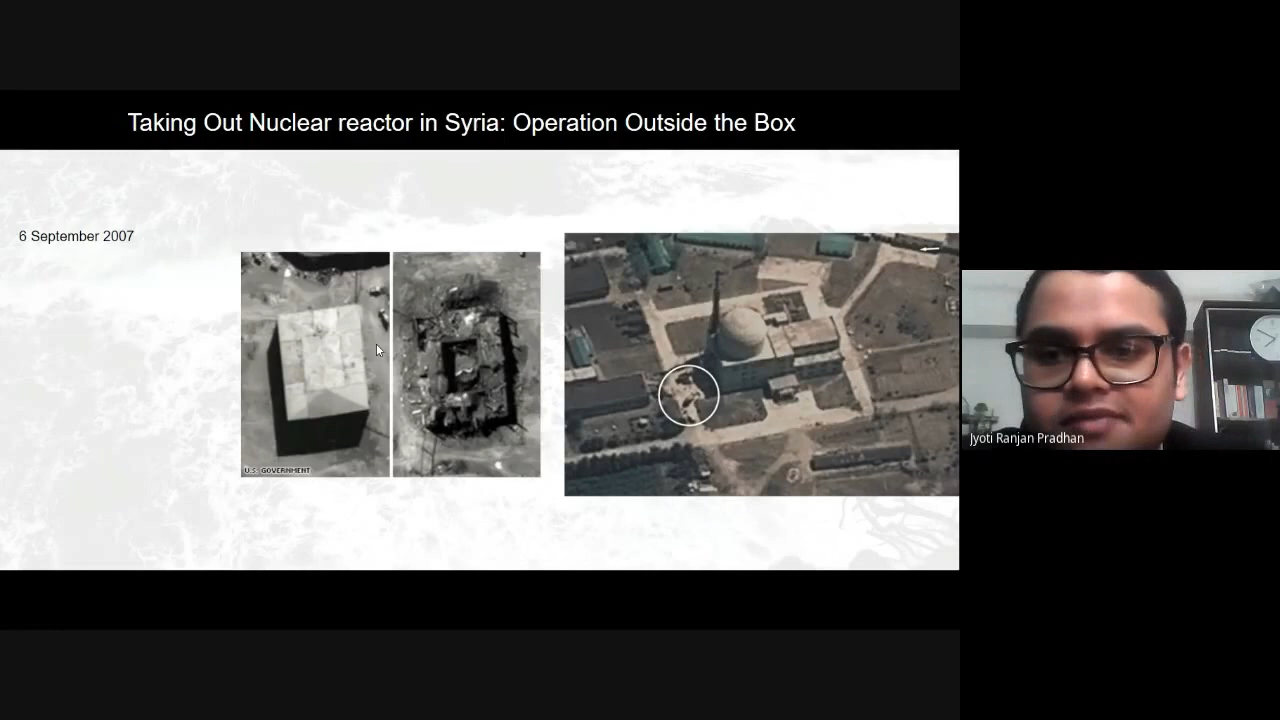 Taking Out Nuclear reactor in Syria: Operation Outside the Box
6 September 2007
U.S. GOVERNMENT
Jyoti Ranjan Pradhan